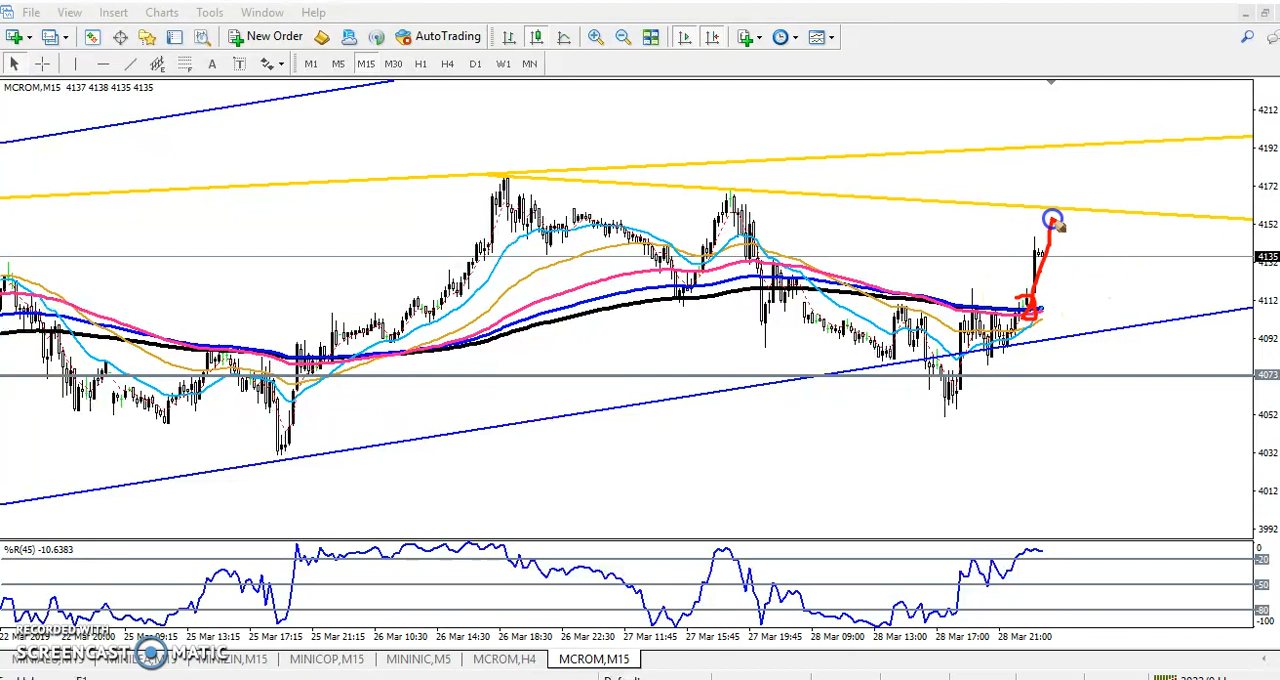 File View Insert Charts Tools Window Help
New Order AutoTrading
A T M1 M5 M15 M30 H1 H4 D1 W1 MN
MCROM,M15 4137 4138 4135 4135
4212
4192
4172
4152
4135
4132
4112
4092
4073
4052
4032
4012
3992
%R(45) -10.6383
0
-20
-50
-80
-100
25 Mar 13:15 25 Mar 17:15 25 Mar 21:15 26 Mar 10:30 26 Mar 14:30 26 Mar 18:30 26 Mar 22:30 27 Mar 11:45 27 Mar 15:45 27 Mar 19:45 28 Mar 09:00 28 Mar 13:00 28 Mar 17:00 28 Mar 21:00
RECORDED WITH
SCREENCAST MATIC
MINICOP,M15 MININIC,M5 MCROM,H4 MCROM,M15